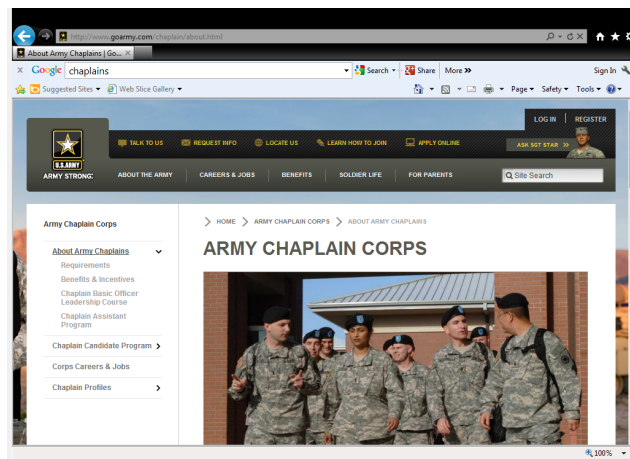 http://www.goarmy.com/chaplain/about.html
About Army Chaplains | Go...
Google chaplains Search Share More >> Sign In
Suggested Sites Web Slice Gallery Page Safety Tools
LOG IN REGISTER
TALK TO US REQUEST INFO LOCATE US LEARN HOW TO JOIN APPLY ONLINE ASK SGT STAR >>
U.S.ARMY
ARMY STRONG: ABOUT THE ARMY CAREERS & JOBS BENEFITS SOLDIER LIFE FOR PARENTS Site Search
Army Chaplain Corps
About Army Chaplains
Requirements
Benefits & Incentives
Chaplain Basic Officer
Leadership Course
Chaplain Assistant
Program
Chaplain Candidate Program
Corps Careers & Jobs
Chaplain Profiles
HOME ARMY CHAPLAIN CORPS ABOUT ARMY CHAPLAINS
ARMY CHAPLAIN CORPS
100%